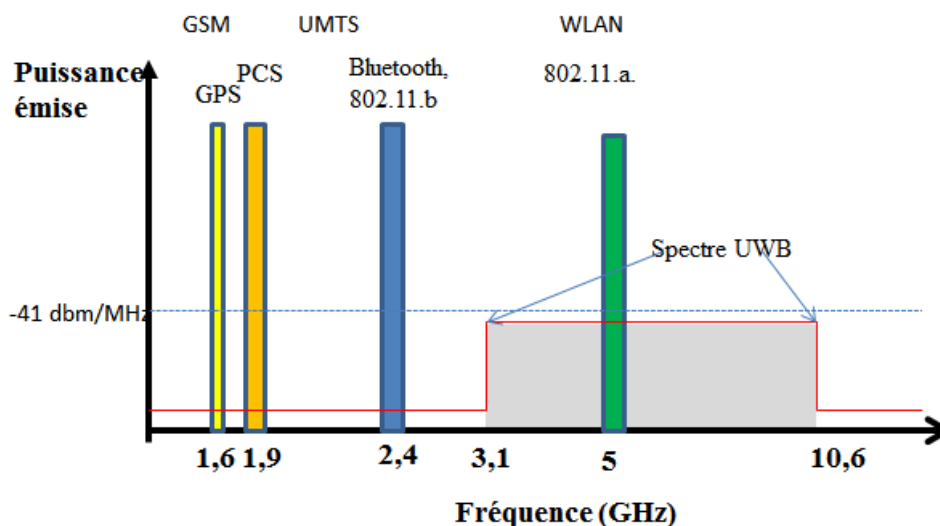 GSM
UMTS
WLAN
Puissance
émise
GPS
PCS
Bluetooth,
802.11.b
802.11.a.
Spectre UWB
-41 dbm/MHz
1,6
1,9
2,4
3,1
5
10,6
Fréquence (GHz)